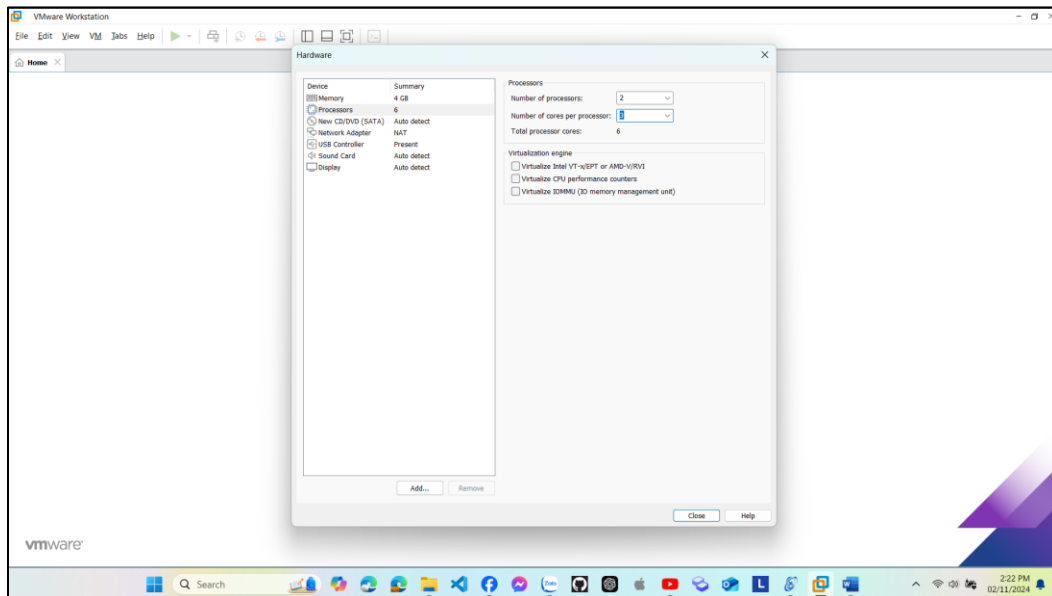 VMware Workstation
File Edit View VM Tabs Help
Home
Hardware
Device Summary
Memory 4 GB
Processors 6
New CD/DVD (SATA) Auto detect
Network Adapter NAT
USB Controller Present
Sound Card Auto detect
Display Auto detect
Add... Remove
Processors
Number of processors: 2
Number of cores per processor: 3
Total processor cores: 6
Virtualization engine
Virtualize Intel VT-x/EPT or AMD-V/RVI
Virtualize CPU performance counters
Virtualize IOMMU (IO memory management unit)
Close Help
vmware
Search
Zalo
L
2:22 PM
02/11/2024